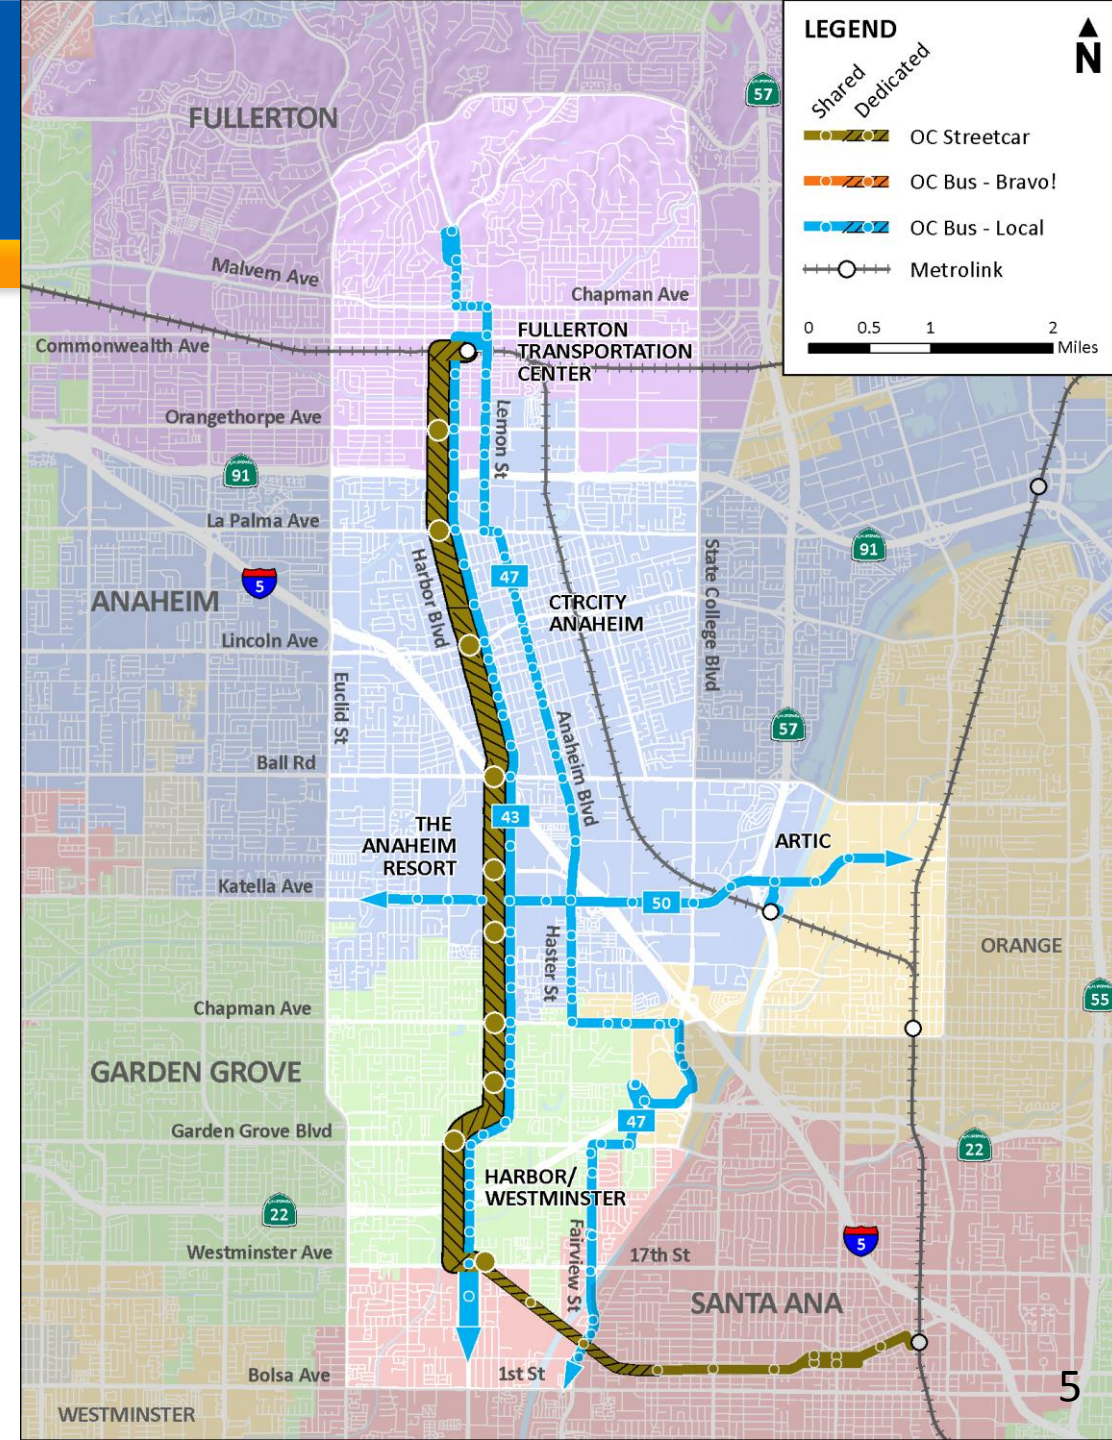 LEGEND
N
Shared
Dedicated
OC Streetcar
OC Bus - Bravo!
OC Bus - Local
Metrolink
0 0.5 1 2
Miles
57
FULLERTON
Malvern Ave
Chapman Ave
Commonwealth Ave
FULLERTON
TRANSPORTATION
CENTER
Orangethorpe Ave
Lemon St
91
La Palma Ave
91
5
Harbor Blvd
State College Blvd
47
ANAHEIM
CTRCITY
ANAHEIM
Lincoln Ave
Euclid St
Anaheim Blvd
57
Ball Rd
43
THE
ANAHEIM
RESORT
ARTIC
Katella Ave
50
Haster St
ORANGE
55
Chapman Ave
GARDEN GROVE
Garden Grove Blvd
47
22
HARBOR/
WESTMINSTER
22
Fairview St
5
Westminster Ave
17th St
SANTA ANA
Bolsa Ave
1st St
5
WESTMINSTER